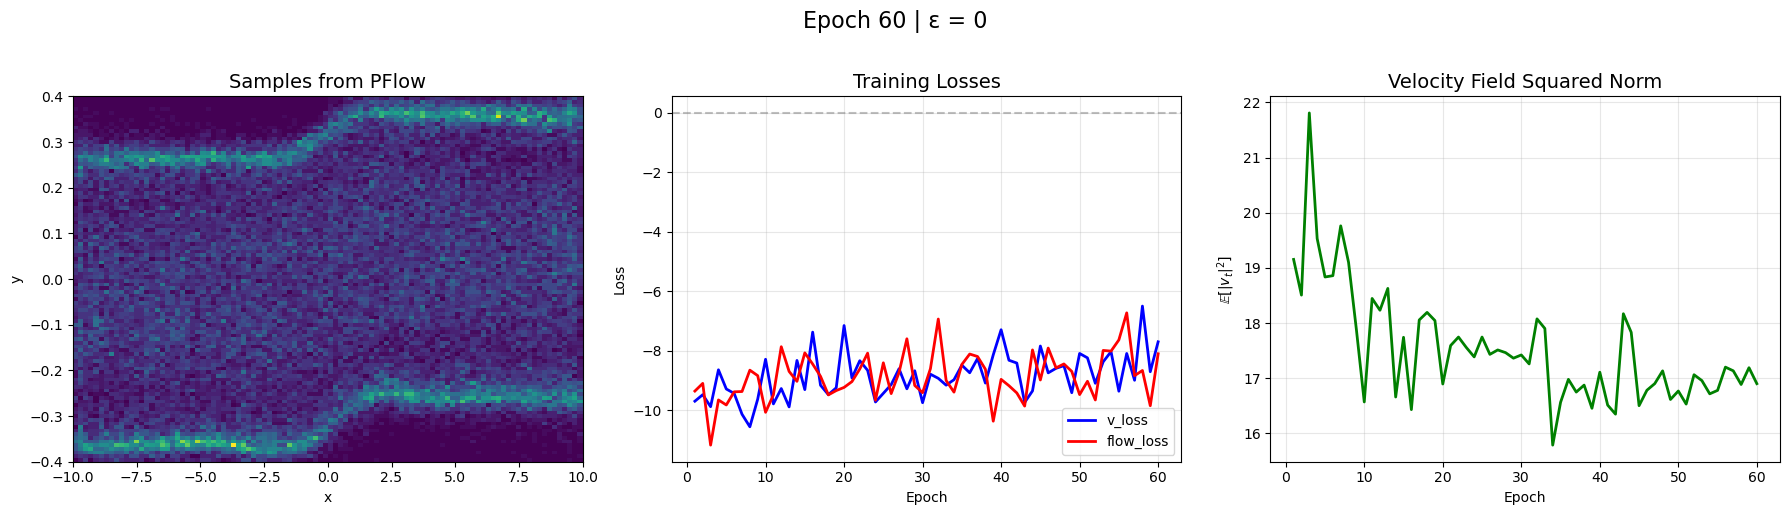 Epoch 60 | ε = 0
Samples from PFlow
0.4
0.3
0.2
0.1
0.0
−0.1
−0.2
−0.3
−0.4
y
−10.0 −7.5 −5.0 −2.5 0.0 2.5 5.0 7.5 10.0
x
Training Losses
0
−2
−4
−6
−8
−10
Loss
v_loss
flow_loss
0 10 20 30 40 50 60
Epoch
Velocity Field Squared Norm
22
21
20
19
18
17
16
𝔼[|v_t|²]
0 10 20 30 40 50 60
Epoch